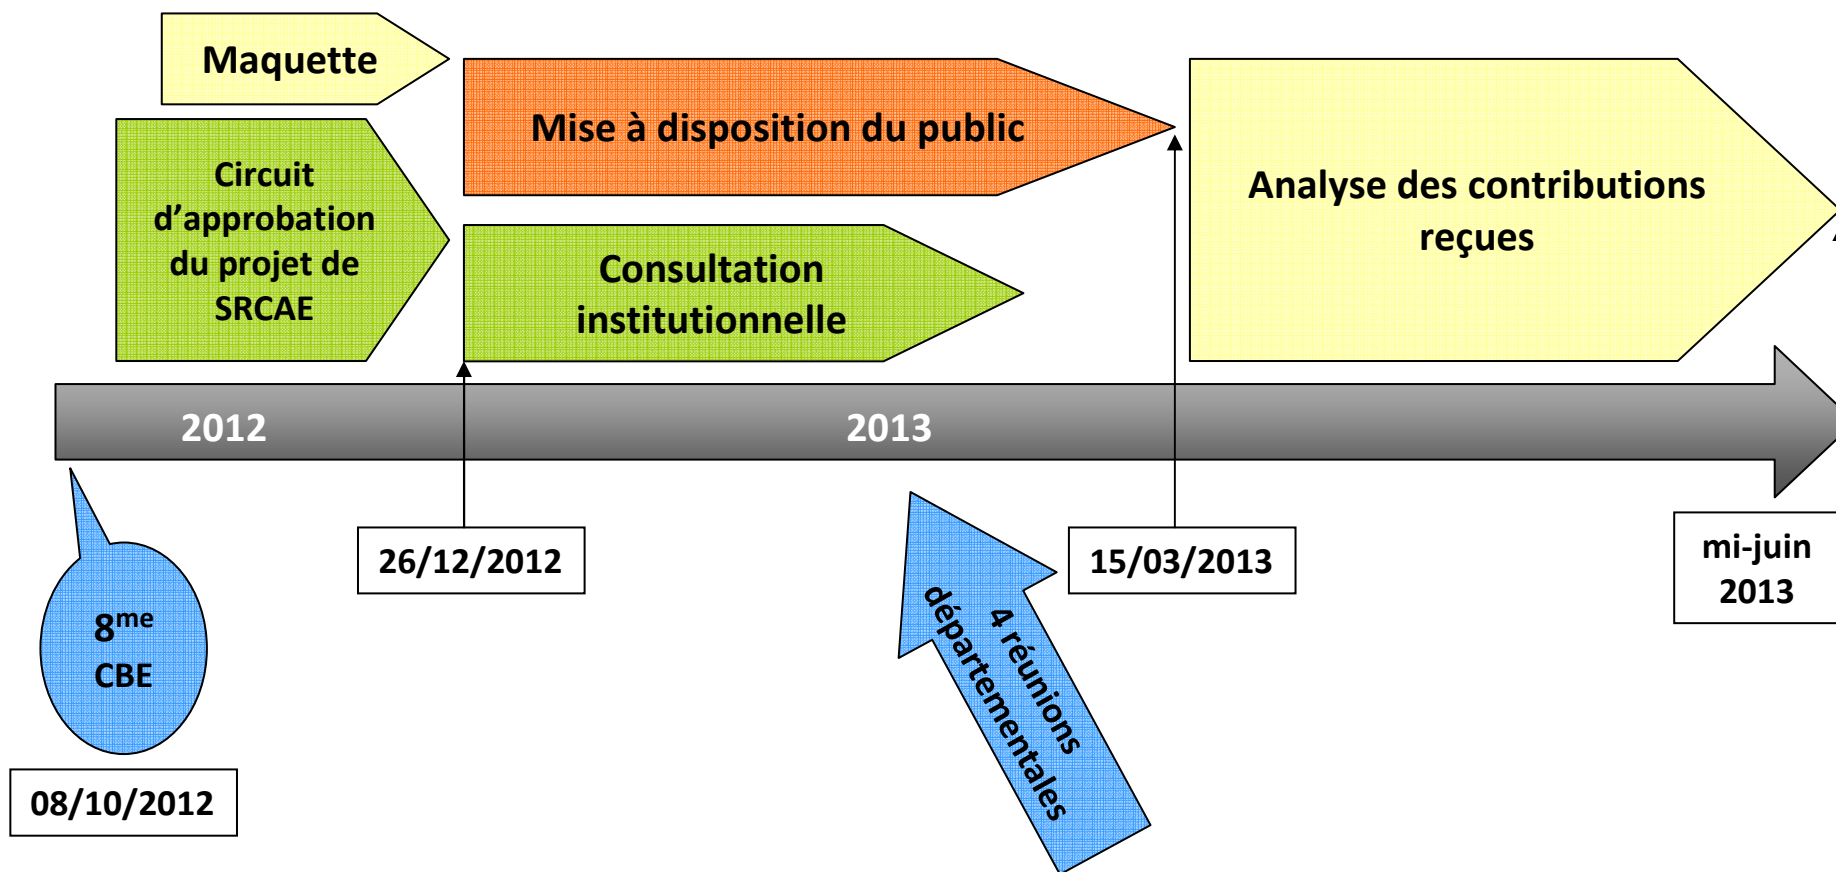 Maquette
Circuit
d’approbation
du projet de
SRCAE
Mise à disposition du public
Consultation
institutionnelle
Analyse des contributions
reçues
2012
2013
8me
CBE
08/10/2012
26/12/2012
4 réunions
départementales
15/03/2013
mi-juin
2013